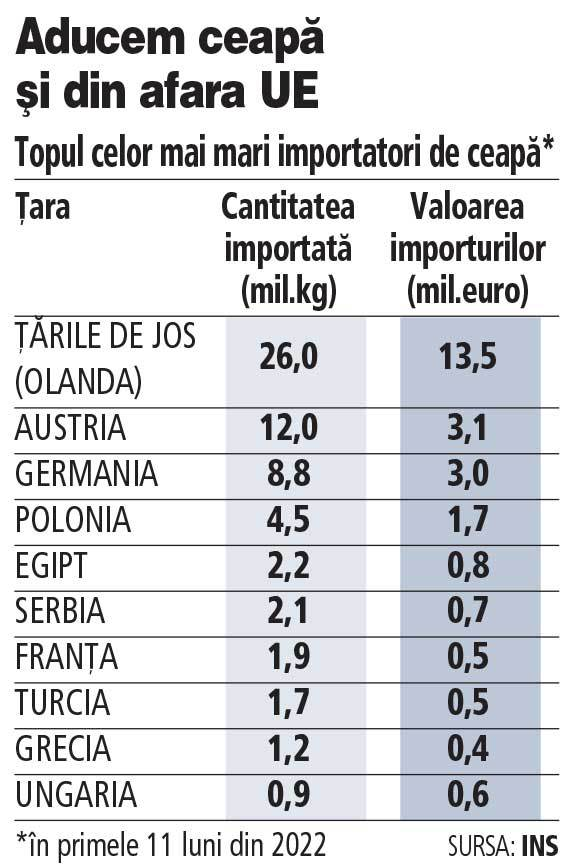 Aducem ceapă
şi din afara UE
Topul celor mai mari importatori de ceapă*
Țara Cantitatea importată (mil.kg) Valoarea importurilor (mil.euro)
ȚĂRILE DE JOS (OLANDA) 26,0 13,5
AUSTRIA 12,0 3,1
GERMANIA 8,8 3,0
POLONIA 4,5 1,7
EGIPT 2,2 0,8
SERBIA 2,1 0,7
FRANȚA 1,9 0,5
TURCIA 1,7 0,5
GRECIA 1,2 0,4
UNGARIA 0,9 0,6
*în primele 11 luni din 2022 SURSA: INS